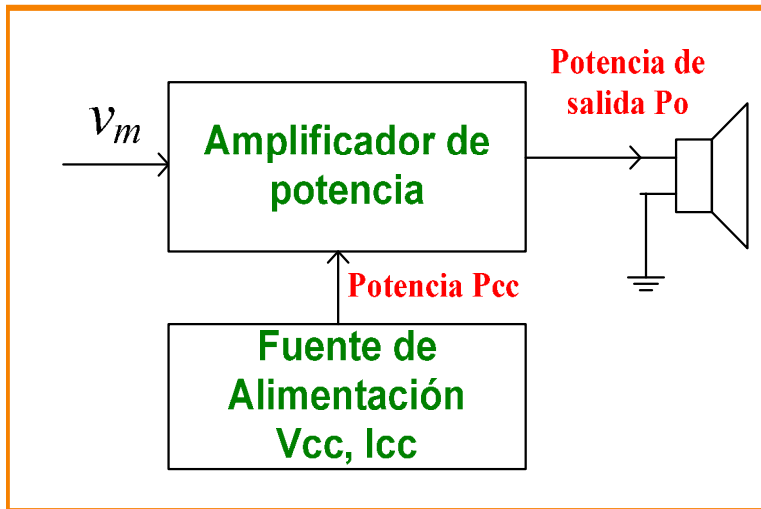 Potencia de
salida Po
v_m
Amplificador de
potencia
Potencia Pcc
Fuente de
Alimentación
Vcc, Icc